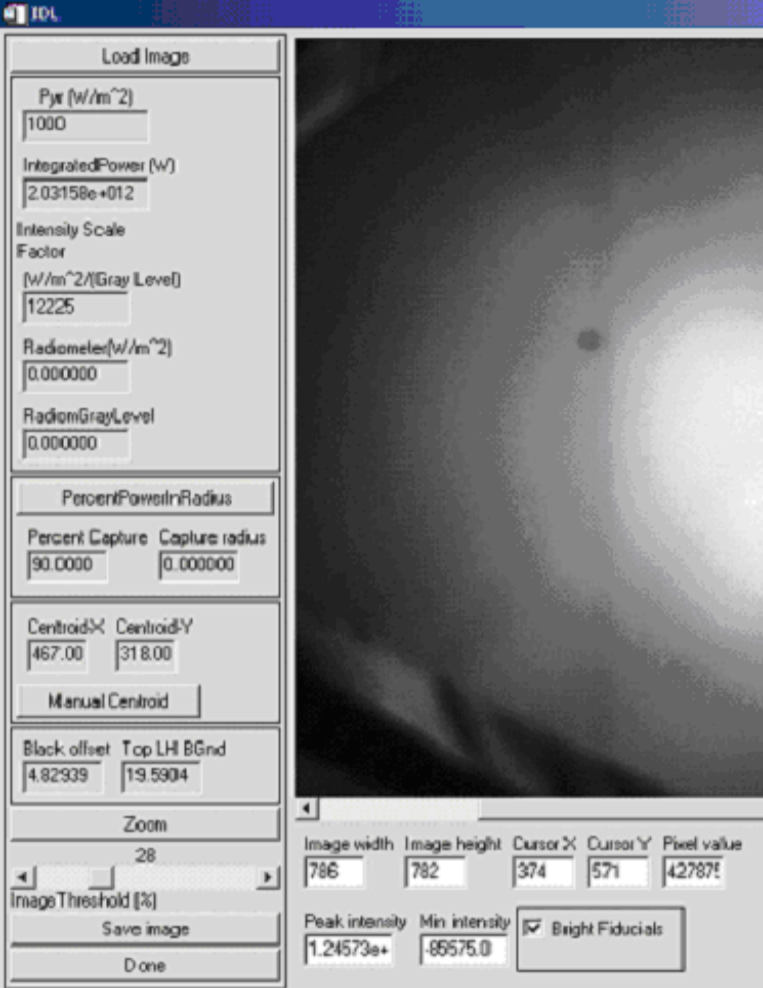 IDL
Load Image
Pyr (W/m^2)
1000
IntegratedPower (W)
2.03158e+012
Intensity Scale
Factor
(W/m^2/(Gray Level)
12225
Radiometer(W/m^2)
0.000000
RadiomGrayLevel
0.000000
PercentPowerInRadius
Percent Capture Capture radius
90.0000 0.000000
Centroid-X Centroid-Y
467.00 318.00
Manual Centroid
Black offset Top LHI BGnd
4.82939 19.5904
Zoom
28
ImageThreshold (%)
Save image
Done
Image width Image height Cursor X Cursor Y Pixel value
786 782 374 571 427875
Peak intensity Min intensity Bright Fiducials
1.24573e+ -85575.0